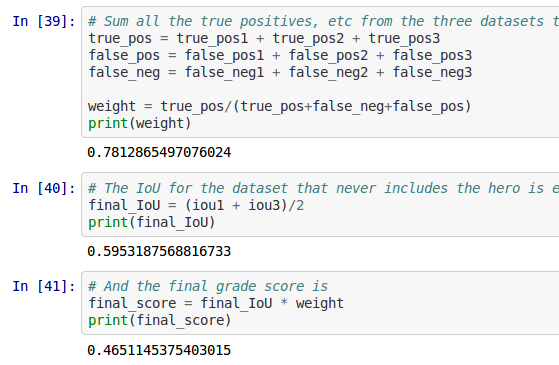 In [39]: # Sum all the true positives, etc from the three datasets
true_pos = true_pos1 + true_pos2 + true_pos3
false_pos = false_pos1 + false_pos2 + false_pos3
false_neg = false_neg1 + false_neg2 + false_neg3
weight = true_pos/(true_pos+false_neg+false_pos)
print(weight)
0.7812865497076024
In [40]: # The IoU for the dataset that never includes the hero is
final_IoU = (iou1 + iou3)/2
print(final_IoU)
0.5953187568816733
In [41]: # And the final grade score is
final_score = final_IoU * weight
print(final_score)
0.4651145375403015